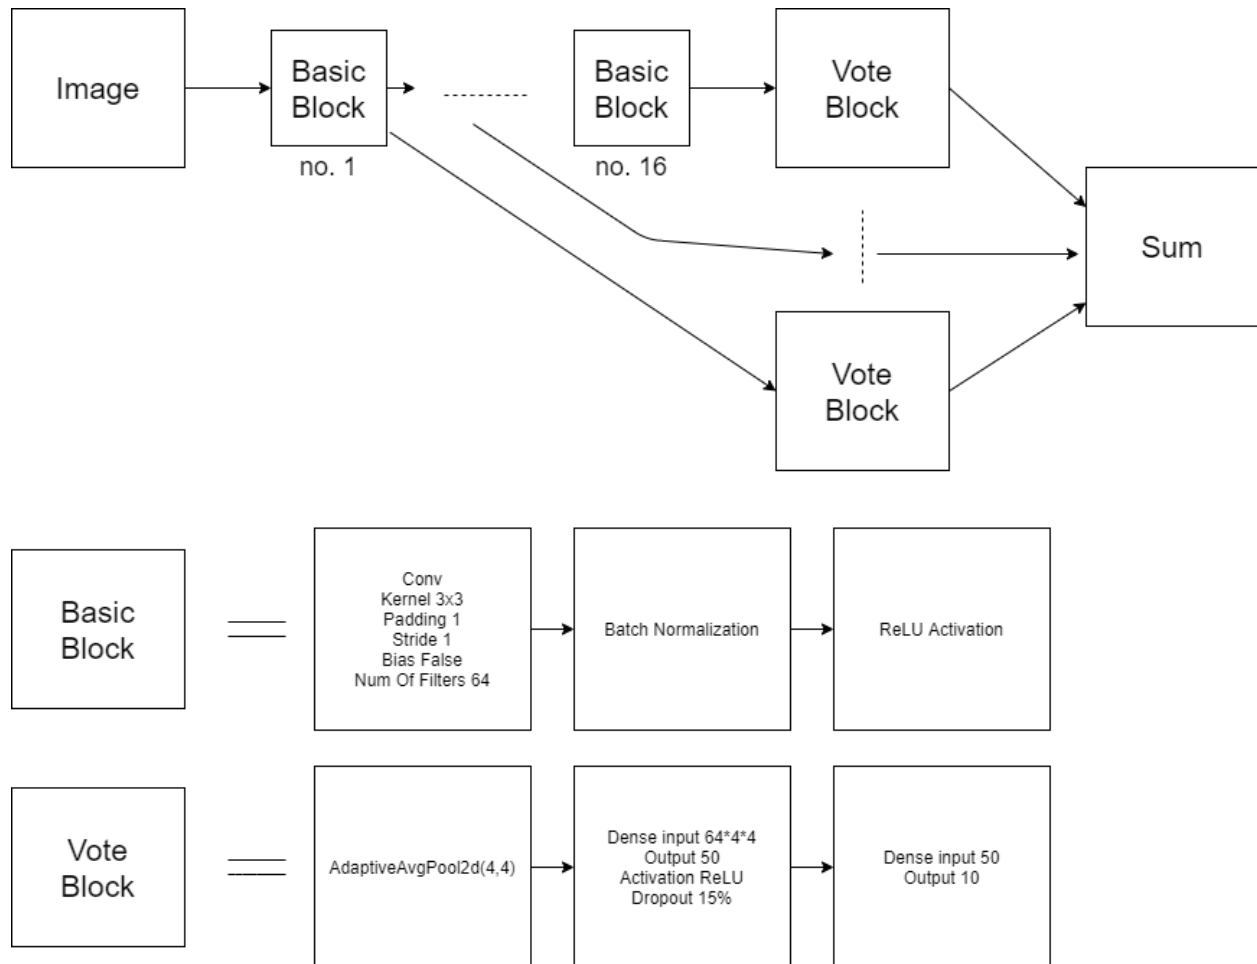 Image
Basic
Block
no. 1
Basic
Block
no. 16
Vote
Block
Sum
Vote
Block
Basic
Block
Conv
Kernel 3x3
Padding 1
Stride 1
Bias False
Num Of Filters 64
Batch Normalization
ReLU Activation
Vote
Block
AdaptiveAvgPool2d(4,4)
Dense input 64*4*4
Output 50
Activation ReLU
Dropout 15%
Dense input 50
Output 10